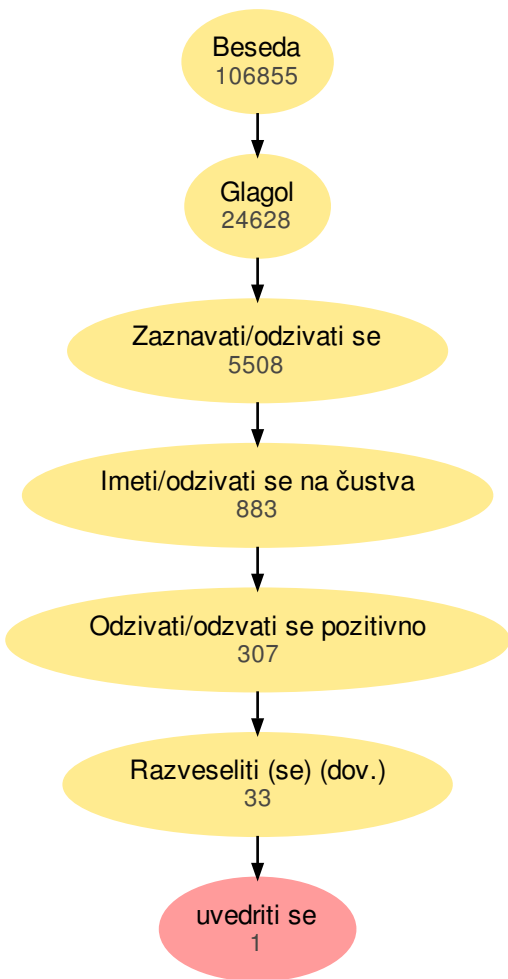 Beseda
106855
Glagol
24628
Zaznavati/odzivati se
5508
Imeti/odzivati se na čustva
883
Odzivati/odzvati se pozitivno
307
Razveseliti (se) (dov.)
33
uvedriti se
1